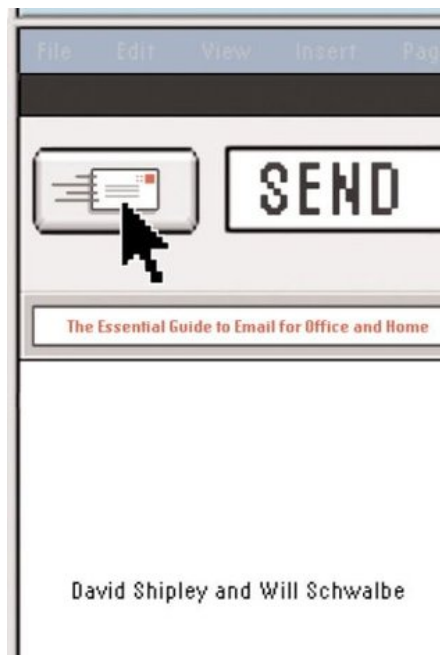 File Edit View Insert Pag
SEND
The Essential Guide to Email for Office and Home
David Shipley and Will Schwalbe